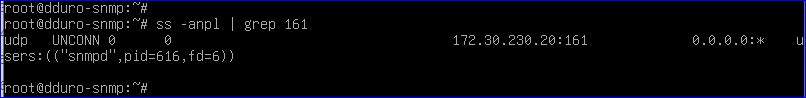 root@dduro-snmp:~#
root@dduro-snmp:~# ss -anpl | grep 161
udp   UNCONN 0      0                                   172.30.230.20:161             0.0.0.0:*    u
sers:(("snmpd",pid=616,fd=6))
root@dduro-snmp:~#